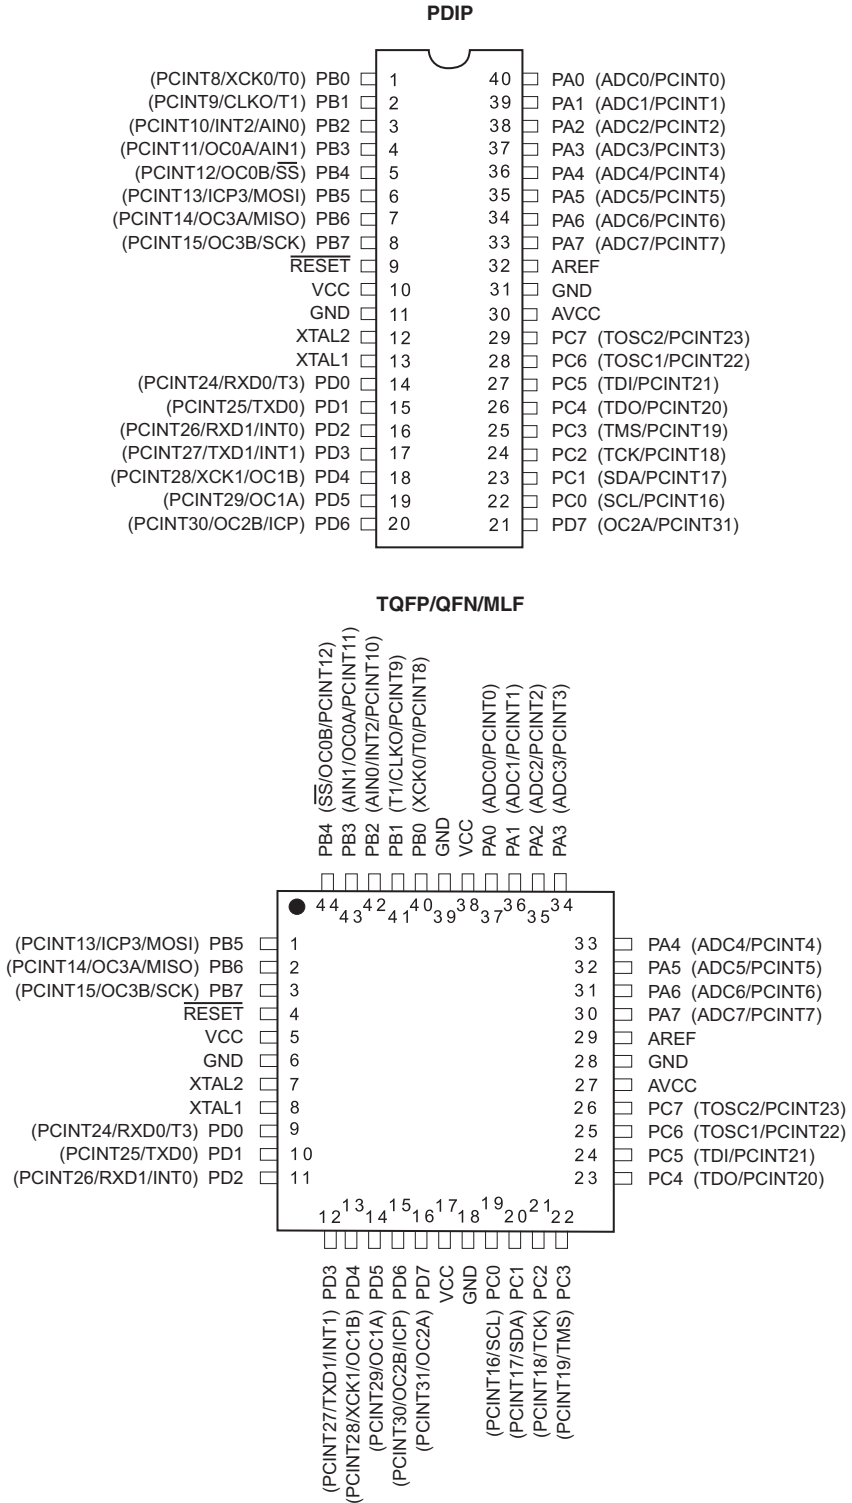 PDIP
(PCINT8/XCK0/T0) PB0 1 40 PA0 (ADC0/PCINT0)
(PCINT9/CLKO/T1) PB1 2 39 PA1 (ADC1/PCINT1)
(PCINT10/INT2/AIN0) PB2 3 38 PA2 (ADC2/PCINT2)
(PCINT11/OC0A/AIN1) PB3 4 37 PA3 (ADC3/PCINT3)
(PCINT12/OC0B/SS) PB4 5 36 PA4 (ADC4/PCINT4)
(PCINT13/ICP3/MOSI) PB5 6 35 PA5 (ADC5/PCINT5)
(PCINT14/OC3A/MISO) PB6 7 34 PA6 (ADC6/PCINT6)
(PCINT15/OC3B/SCK) PB7 8 33 PA7 (ADC7/PCINT7)
RESET 9 32 AREF
VCC 10 31 GND
GND 11 30 AVCC
XTAL2 12 29 PC7 (TOSC2/PCINT23)
XTAL1 13 28 PC6 (TOSC1/PCINT22)
(PCINT24/RXD0/T3) PD0 14 27 PC5 (TDI/PCINT21)
(PCINT25/TXD0) PD1 15 26 PC4 (TDO/PCINT20)
(PCINT26/RXD1/INT0) PD2 16 25 PC3 (TMS/PCINT19)
(PCINT27/TXD1/INT1) PD3 17 24 PC2 (TCK/PCINT18)
(PCINT28/XCK1/OC1B) PD4 18 23 PC1 (SDA/PCINT17)
(PCINT29/OC1A) PD5 19 22 PC0 (SCL/PCINT16)
(PCINT30/OC2B/ICP) PD6 20 21 PD7 (OC2A/PCINT31)
TQFP/QFN/MLF
PB4 (SS/OC0B/PCINT12)
PB3 (AIN1/OC0A/PCINT11)
PB2 (AIN0/INT2/PCINT10)
PB1 (T1/CLKO/PCINT9)
PB0 (XCK0/T0/PCINT8)
GND
VCC
PA0 (ADC0/PCINT0)
PA1 (ADC1/PCINT1)
PA2 (ADC2/PCINT2)
PA3 (ADC3/PCINT3)
44 43 42 41 40 39 38 37 36 35 34
(PCINT13/ICP3/MOSI) PB5 1 33 PA4 (ADC4/PCINT4)
(PCINT14/OC3A/MISO) PB6 2 32 PA5 (ADC5/PCINT5)
(PCINT15/OC3B/SCK) PB7 3 31 PA6 (ADC6/PCINT6)
RESET 4 30 PA7 (ADC7/PCINT7)
VCC 5 29 AREF
GND 6 28 GND
XTAL2 7 27 AVCC
XTAL1 8 26 PC7 (TOSC2/PCINT23)
(PCINT24/RXD0/T3) PD0 9 25 PC6 (TOSC1/PCINT22)
(PCINT25/TXD0) PD1 10 24 PC5 (TDI/PCINT21)
(PCINT26/RXD1/INT0) PD2 11 23 PC4 (TDO/PCINT20)
12 13 14 15 16 17 18 19 20 21 22
(PCINT27/TXD1/INT1) PD3
(PCINT28/XCK1/OC1B) PD4
(PCINT29/OC1A) PD5
(PCINT30/OC2B/ICP) PD6
(PCINT31/OC2A) PD7
VCC
GND
(PCINT16/SCL) PC0
(PCINT17/SDA) PC1
(PCINT18/TCK) PC2
(PCINT19/TMS) PC3